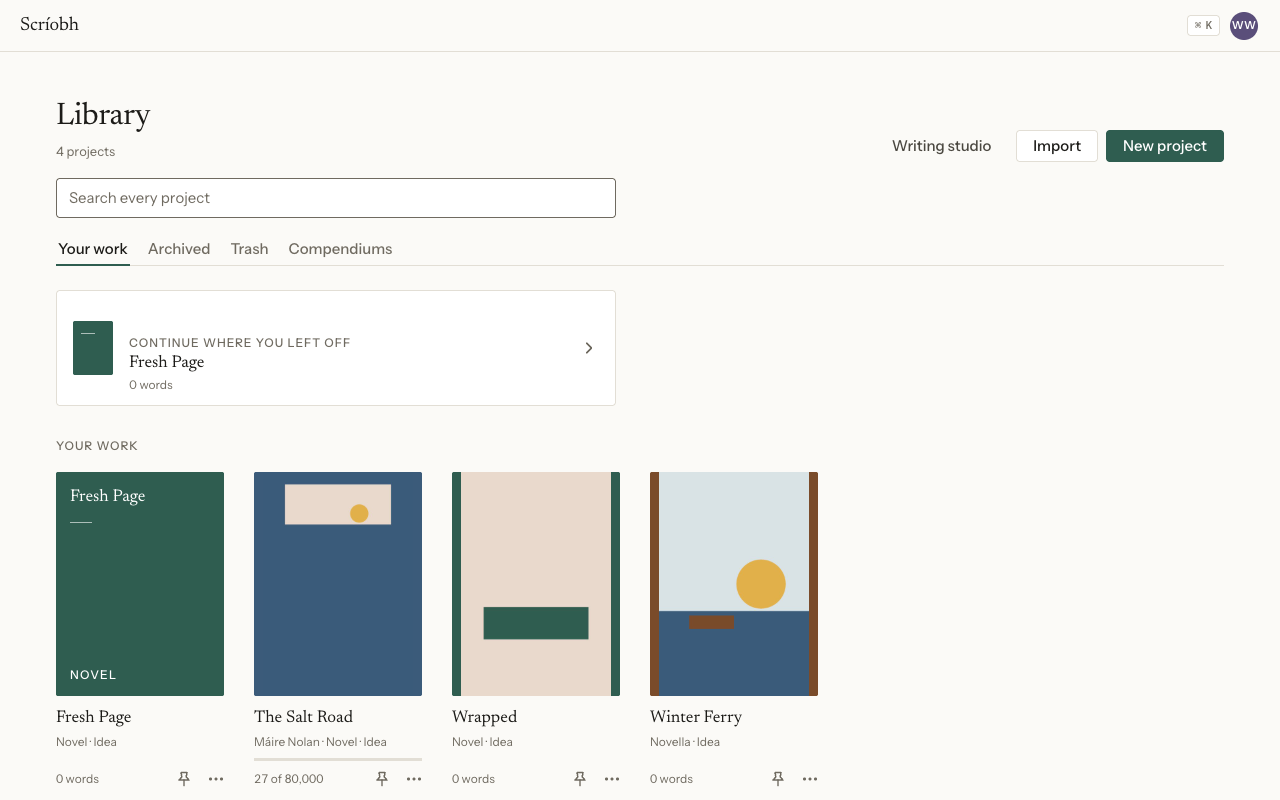 Scríobh
⌘ K
WW
Library
4 projects
Writing studio
Import
New project
Search every project
Your work
Archived
Trash
Compendiums
CONTINUE WHERE YOU LEFT OFF
Fresh Page
0 words
YOUR WORK
Fresh Page
NOVEL
Fresh Page
Novel · Idea
0 words
The Salt Road
Máire Nolan · Novel · Idea
27 of 80,000
Wrapped
Novel · Idea
0 words
Winter Ferry
Novella · Idea
0 words